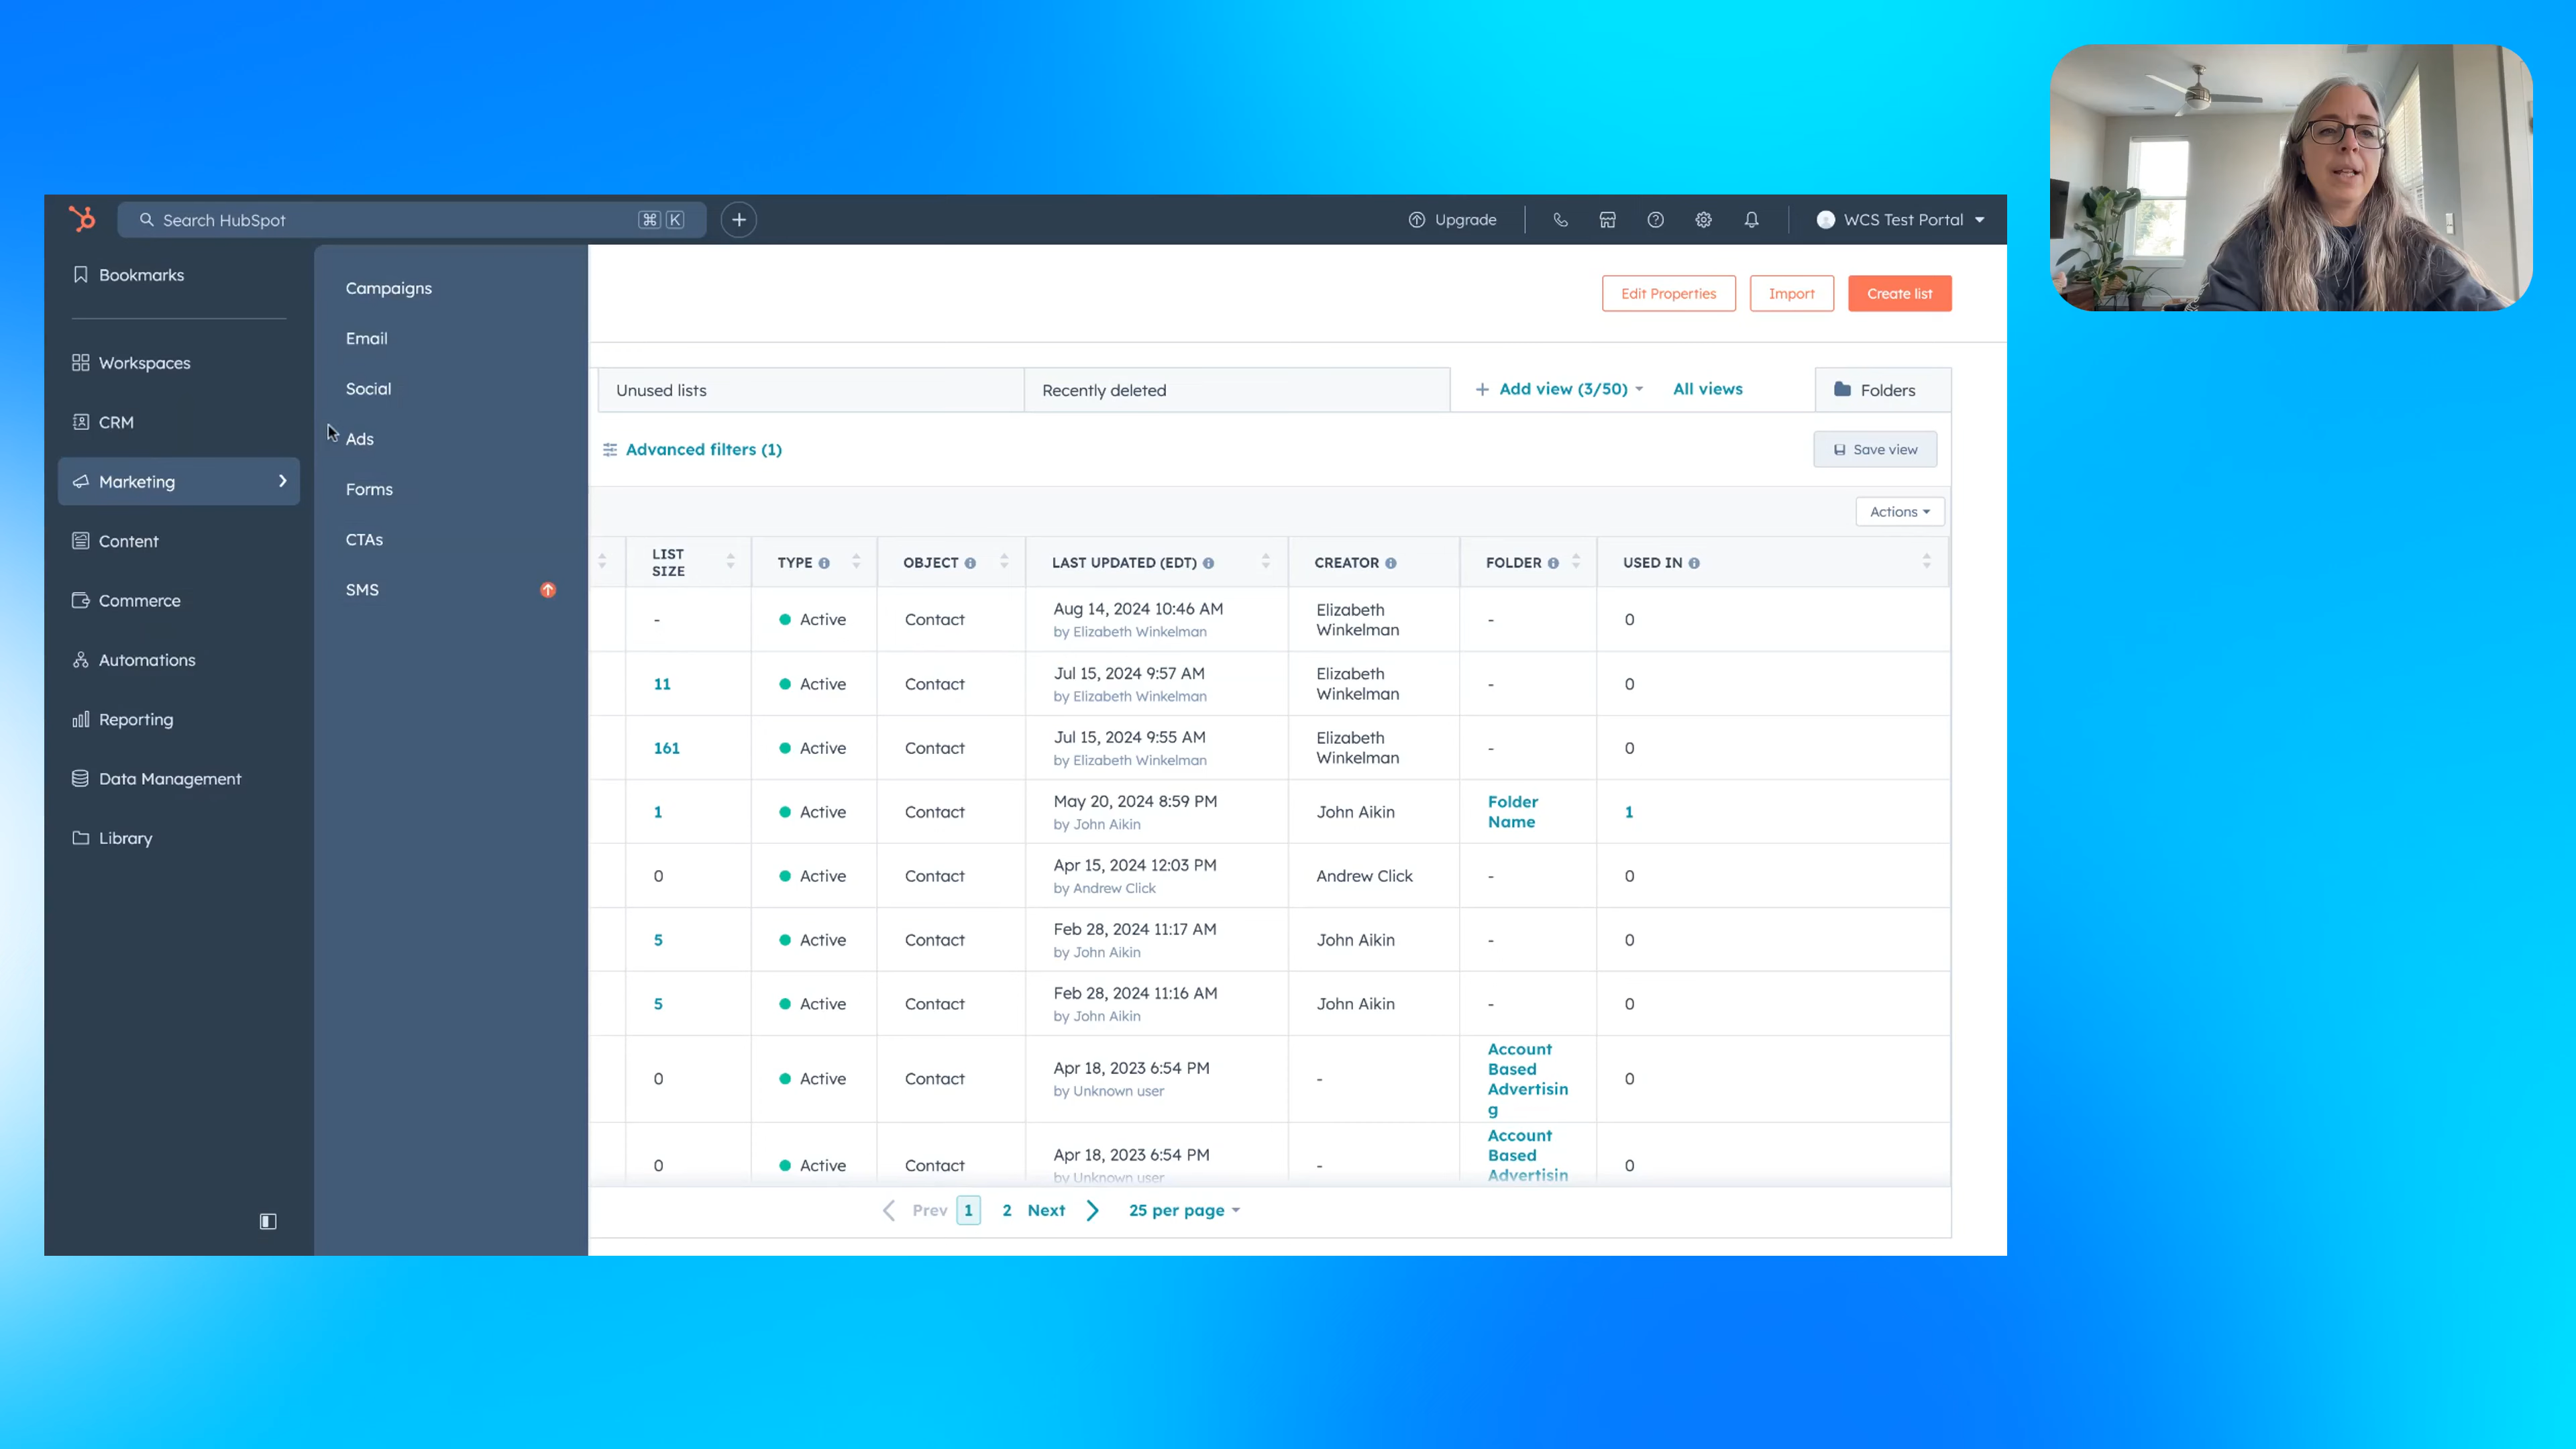 Search HubSpot
⌘ K
Upgrade
WCS Test Portal
Bookmarks
Workspaces
CRM
Marketing
Content
Commerce
Automations
Reporting
Data Management
Library
Campaigns
Email
Social
Ads
Forms
CTAs
SMS
Edit Properties
Import
Create list
Unused lists
Recently deleted
Add view (3/50)
All views
Folders
Advanced filters (1)
Save view
Actions
LIST SIZE TYPE OBJECT LAST UPDATED (EDT) CREATOR FOLDER USED IN
- Active Contact Aug 14, 2024 10:46 AM Elizabeth Winkelman - 0
by Elizabeth Winkelman
11 Active Contact Jul 15, 2024 9:57 AM Elizabeth Winkelman - 0
by Elizabeth Winkelman
161 Active Contact Jul 15, 2024 9:55 AM Elizabeth Winkelman - 0
by Elizabeth Winkelman
1 Active Contact May 20, 2024 8:59 PM John Aikin Folder Name 1
by John Aikin
0 Active Contact Apr 15, 2024 12:03 PM Andrew Click - 0
by Andrew Click
5 Active Contact Feb 28, 2024 11:17 AM John Aikin - 0
by John Aikin
5 Active Contact Feb 28, 2024 11:16 AM John Aikin - 0
by John Aikin
0 Active Contact Apr 18, 2023 6:54 PM - Account Based Advertising 0
by Unknown user
0 Active Contact Apr 18, 2023 6:54 PM - Account Based Advertisin 0
by Unknown user
Prev 1 2 Next 25 per page